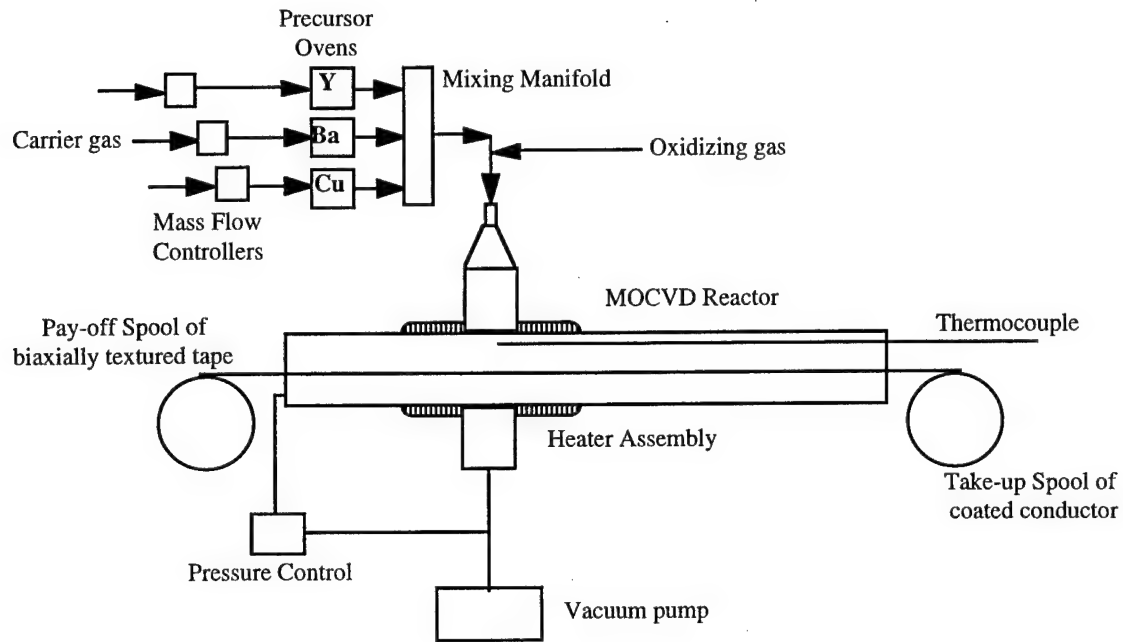 Precursor
Ovens
Y
Mixing Manifold
Carrier gas
Ba
Oxidizing gas
Cu
Mass Flow
Controllers
MOCVD Reactor
Pay-off Spool of
biaxially textured tape
Thermocouple
Heater Assembly
Take-up Spool of
coated conductor
Pressure Control
Vacuum pump